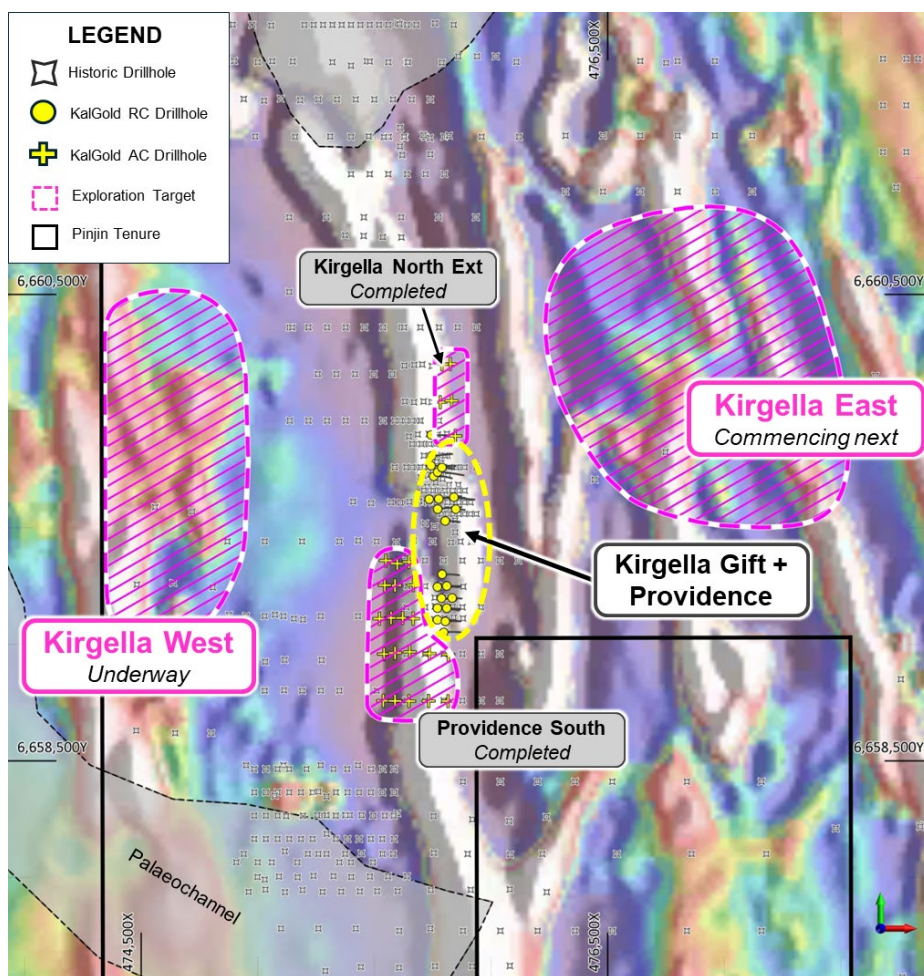 LEGEND
Historic Drillhole
KalGold RC Drillhole
KalGold AC Drillhole
Exploration Target
Pinjin Tenure
476,500X
6,660,500Y
6,660,500Y
Kirgella North Ext
Completed
Kirgella East
Commencing next
Kirgella Gift +
Providence
Kirgella West
Underway
Providence South
Completed
6,658,500Y
6,658,500Y
Palaeochannel
474,500X
476,500X